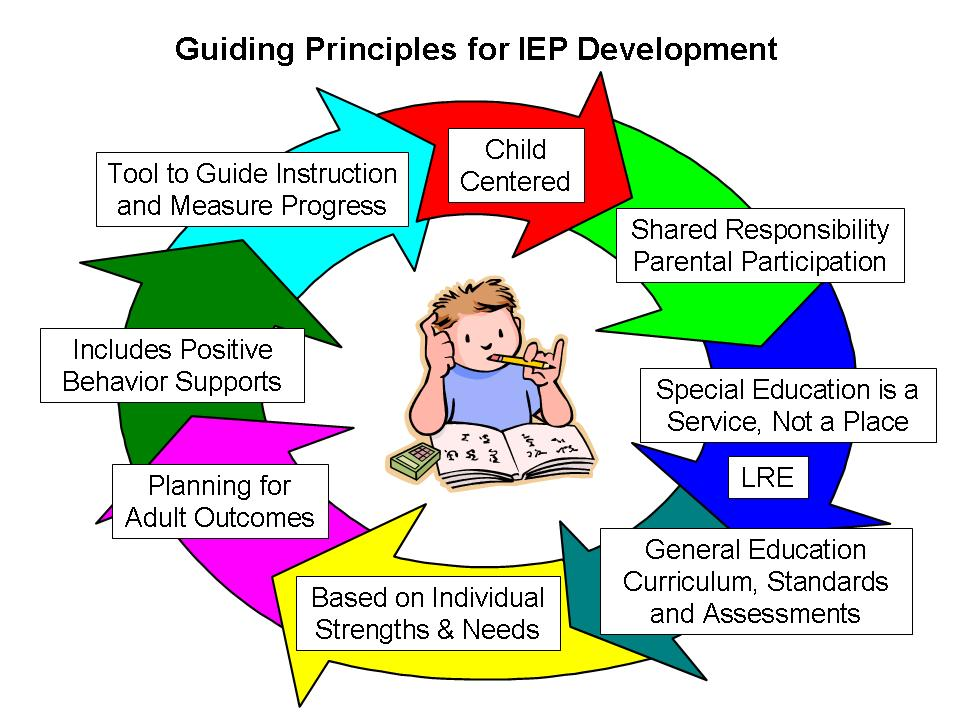 Guiding Principles for IEP Development
Child
Centered
Shared Responsibility
Parental Participation
Special Education is a
Service, Not a Place
LRE
General Education
Curriculum, Standards
and Assessments
Based on Individual
Strengths & Needs
Planning for
Adult Outcomes
Includes Positive
Behavior Supports
Tool to Guide Instruction
and Measure Progress